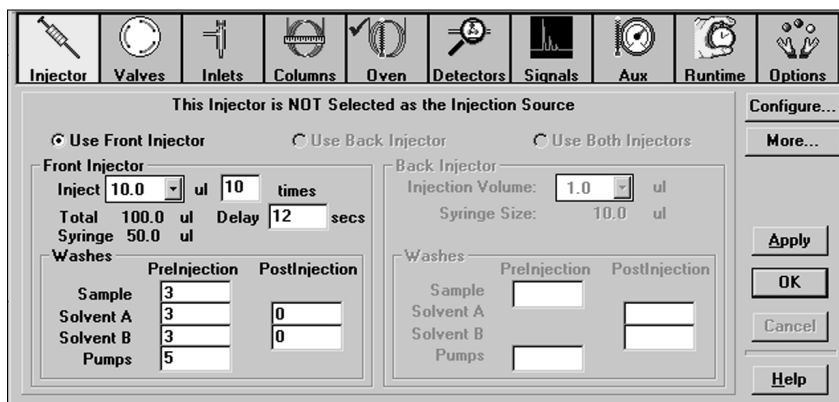 Injector Valves Inlets Columns Oven Detectors Signals Aux Runtime Options
This Injector is NOT Selected as the Injection Source
Configure...
Use Front Injector Use Back Injector Use Both Injectors
More...
Front Injector
Inject 10.0 ul 10 times
Total 100.0 ul Delay 12 secs
Syringe 50.0 ul
Washes
PreInjection PostInjection
Sample 3
Solvent A 3 0
Solvent B 3 0
Pumps 5
Back Injector
Injection Volume: 1.0 ul
Syringe Size: 10.0 ul
Washes
PreInjection PostInjection
Sample
Solvent A
Solvent B
Pumps
Apply
OK
Cancel
Help